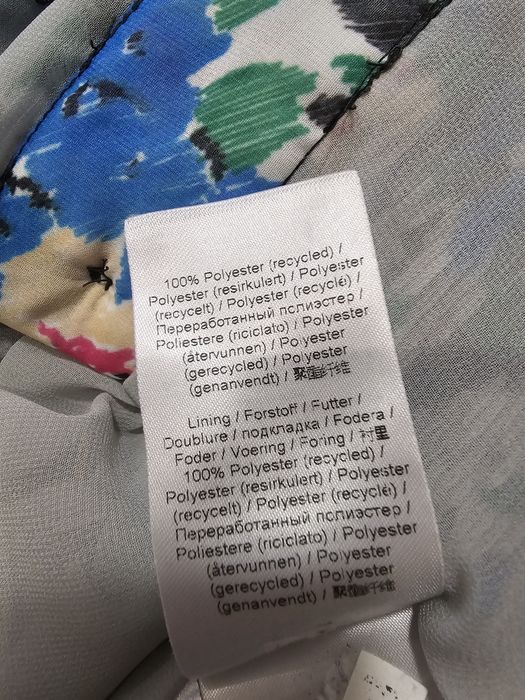 100% Polyester (recycled) /
Polyester (resirkulert) / Polyester
(recycelt) / Polyester (recyclé) /
Переработанный полиэстер /
Poliestere (riciclato) / Polyester
(återvunnen) / Polyester
(gerecycled) / Polyester
(genanvendt) / 聚酯纤维
Lining / Forstoff / Futter /
Doublure / подкладка / Fodera /
Foder / Voering / Foring / 衬里
100% Polyester (recycled) /
Polyester (resirkulert) / Polyester
(recycelt) / Polyester (recyclé) /
Переработанный полиэстер /
Poliestere (riciclato) / Polyester
(återvunnen) / Polyester
(gerecycled) / Polyester
(genanvendt) / 聚酯纤维